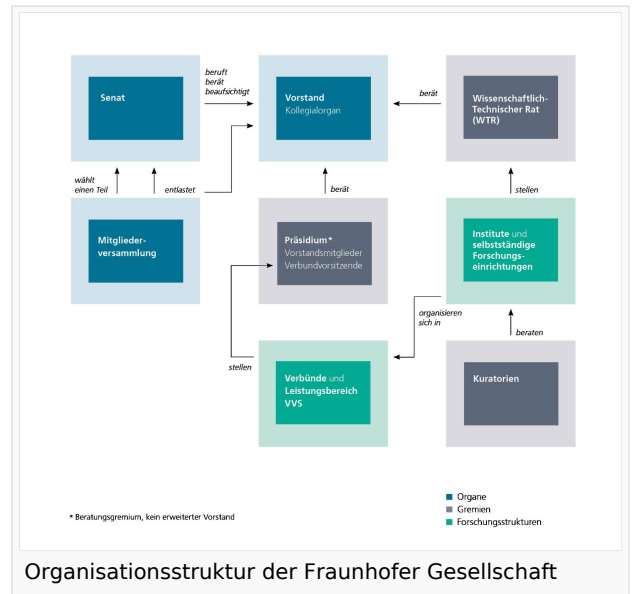 Senat
beruft
berät
beaufsichtigt
Vorstand
Kollegialorgan
berät
Wissenschaftlich-
Technischer Rat
(WTR)
wählt
einen Teil
entlastet
berät
stellen
Mitglieder-
versammlung
Präsidium*
Vorstandsmitglieder
Verbundvorsitzende
Institute und
selbstständige
Forschungs-
einrichtungen
organisieren
sich in
beraten
stellen
Verbünde und
Leistungsbereich
VVS
Kuratorien
* Beratungsgremium, kein erweiterter Vorstand
Organe
Gremien
Forschungsstrukturen
Organisationsstruktur der Fraunhofer Gesellschaft